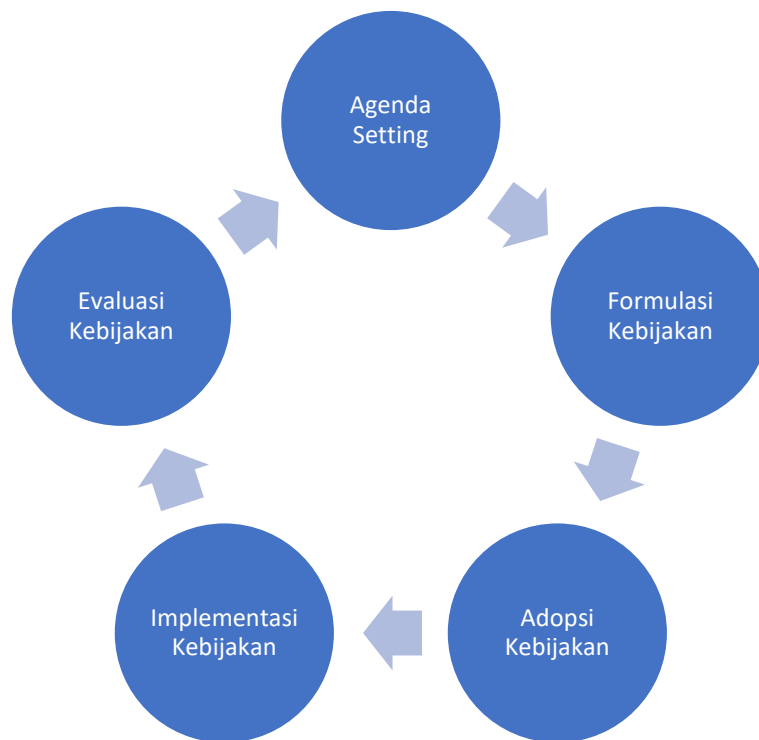 Agenda
Setting
Formulasi
Kebijakan
Adopsi
Kebijakan
Implementasi
Kebijakan
Evaluasi
Kebijakan